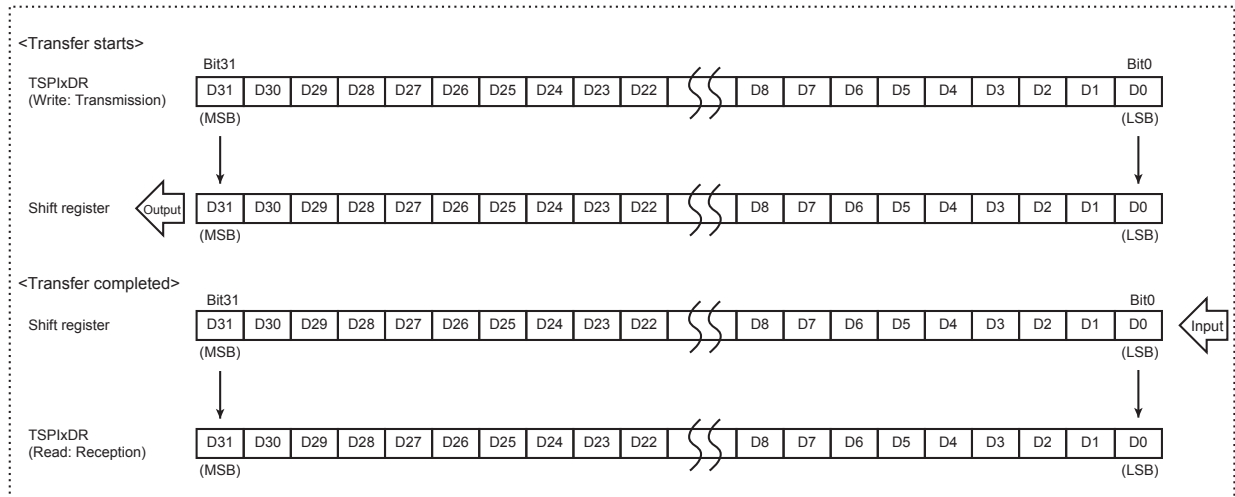 <Transfer starts>
Bit31 Bit0
TSPIxDR
(Write: Transmission)
D31 D30 D29 D28 D27 D26 D25 D24 D23 D22 D8 D7 D6 D5 D4 D3 D2 D1 D0
(MSB) (LSB)
Shift register Output D31 D30 D29 D28 D27 D26 D25 D24 D23 D22 D8 D7 D6 D5 D4 D3 D2 D1 D0
(MSB) (LSB)
<Transfer completed>
Bit31 Bit0
Shift register D31 D30 D29 D28 D27 D26 D25 D24 D23 D22 D8 D7 D6 D5 D4 D3 D2 D1 D0 Input
(MSB) (LSB)
TSPIxDR
(Read: Reception)
D31 D30 D29 D28 D27 D26 D25 D24 D23 D22 D8 D7 D6 D5 D4 D3 D2 D1 D0
(MSB) (LSB)